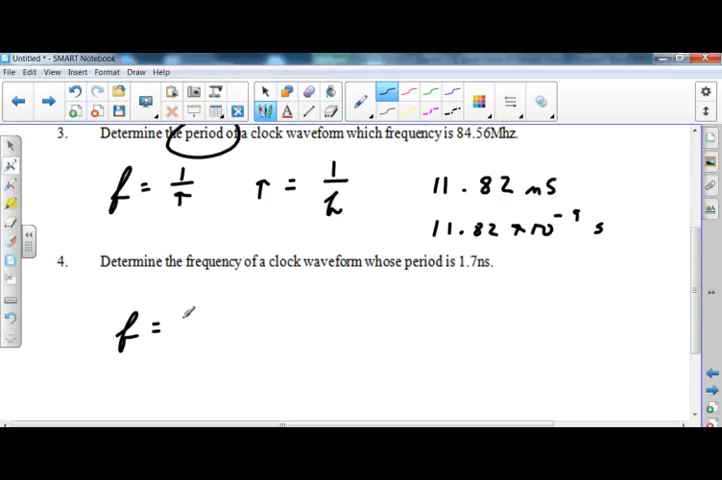 Untitled * - SMART Notebook
File Edit View Insert Format Draw Help
3. Determine the period of a clock waveform which frequency is 84.56Mhz.
f = 1/T T = 1/f 11.82 ns
11.82 x10⁻⁹ s
4. Determine the frequency of a clock waveform whose period is 1.7ns.
f =